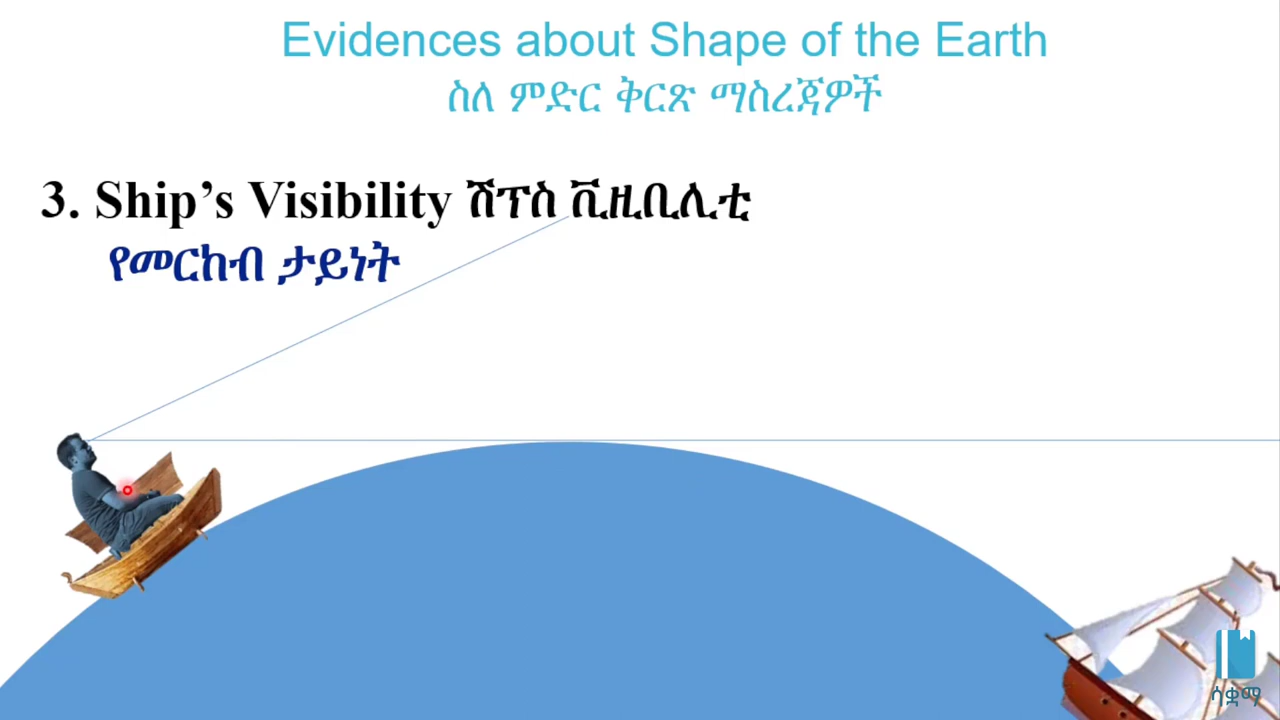 Evidences about Shape of the Earth
ስለ ምድር ቅርጽ ማስረጃዎች
3. Ship’s Visibility ሽፕስ ቪዚቢሊቲ
የመርከብ ታይነት
ሳቋማ